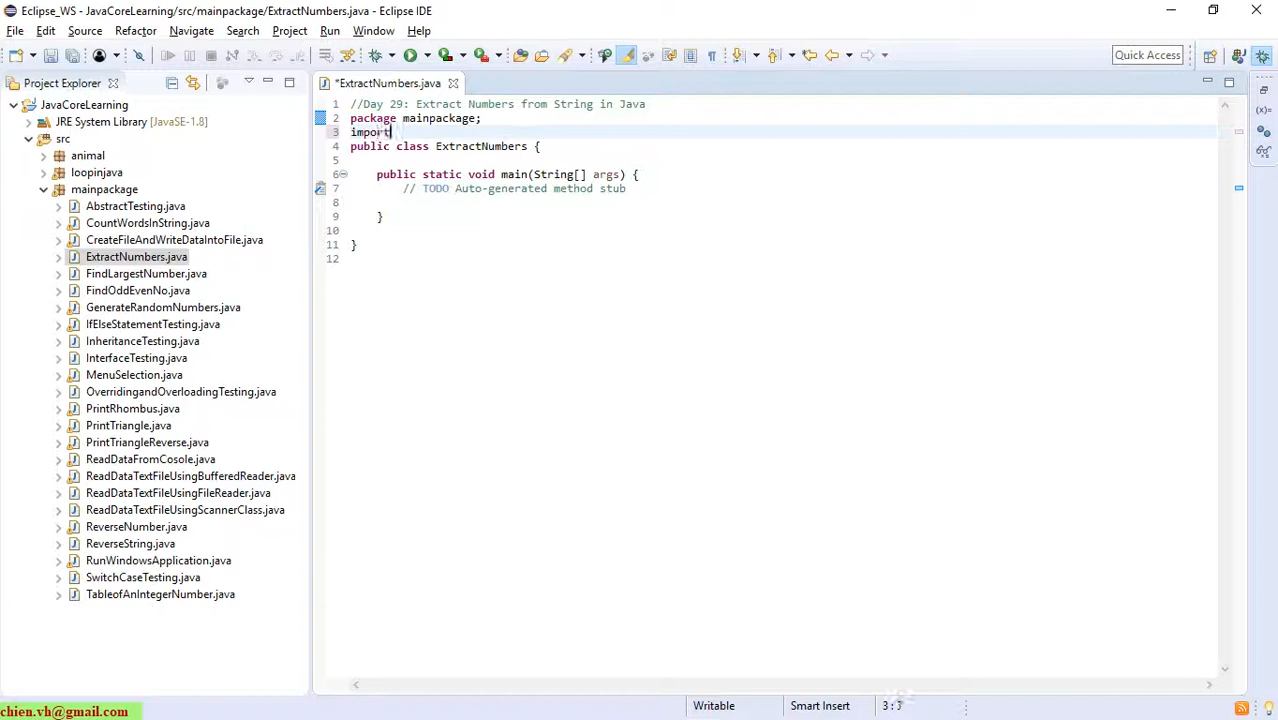 Eclipse_WS - JavaCoreLearning/src/mainpackage/ExtractNumbers.java - Eclipse IDE
File Edit Source Refactor Navigate Search Project Run Window Help
Quick Access
Project Explorer
*ExtractNumbers.java
JavaCoreLearning
JRE System Library [JavaSE-1.8]
src
animal
loopinjava
mainpackage
AbstractTesting.java
CountWordsInString.java
CreateFileAndWriteDataIntoFile.java
ExtractNumbers.java
FindLargestNumber.java
FindOddEvenNo.java
GenerateRandomNumbers.java
IfElseStatementTesting.java
InheritanceTesting.java
InterfaceTesting.java
MenuSelection.java
OverridingandOverloadingTesting.java
PrintRhombus.java
PrintTriangle.java
PrintTriangleReverse.java
ReadDataFromCosole.java
ReadDataTextFileUsingBufferedReader.java
ReadDataTextFileUsingFileReader.java
ReadDataTextFileUsingScannerClass.java
ReverseNumber.java
ReverseString.java
RunWindowsApplication.java
SwitchCaseTesting.java
TableofAnIntegerNumber.java
1 //Day 29: Extract Numbers from String in Java
2 package mainpackage;
3 import
4 public class ExtractNumbers {
5
6 public static void main(String[] args) {
7 // TODO Auto-generated method stub
8
9 }
10
11 }
12
Writable Smart Insert
chien.vh@gmail.com